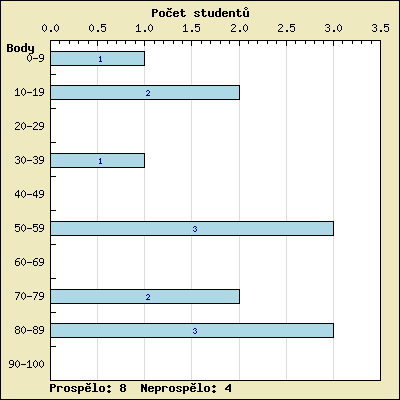 Počet studentů
0.0 0.5 1.0 1.5 2.0 2.5 3.0 3.5
Body
0-9 1
10-19 2
20-29
30-39 1
40-49
50-59 3
60-69
70-79 2
80-89 3
90-100
Prospělo: 8 Neprospělo: 4